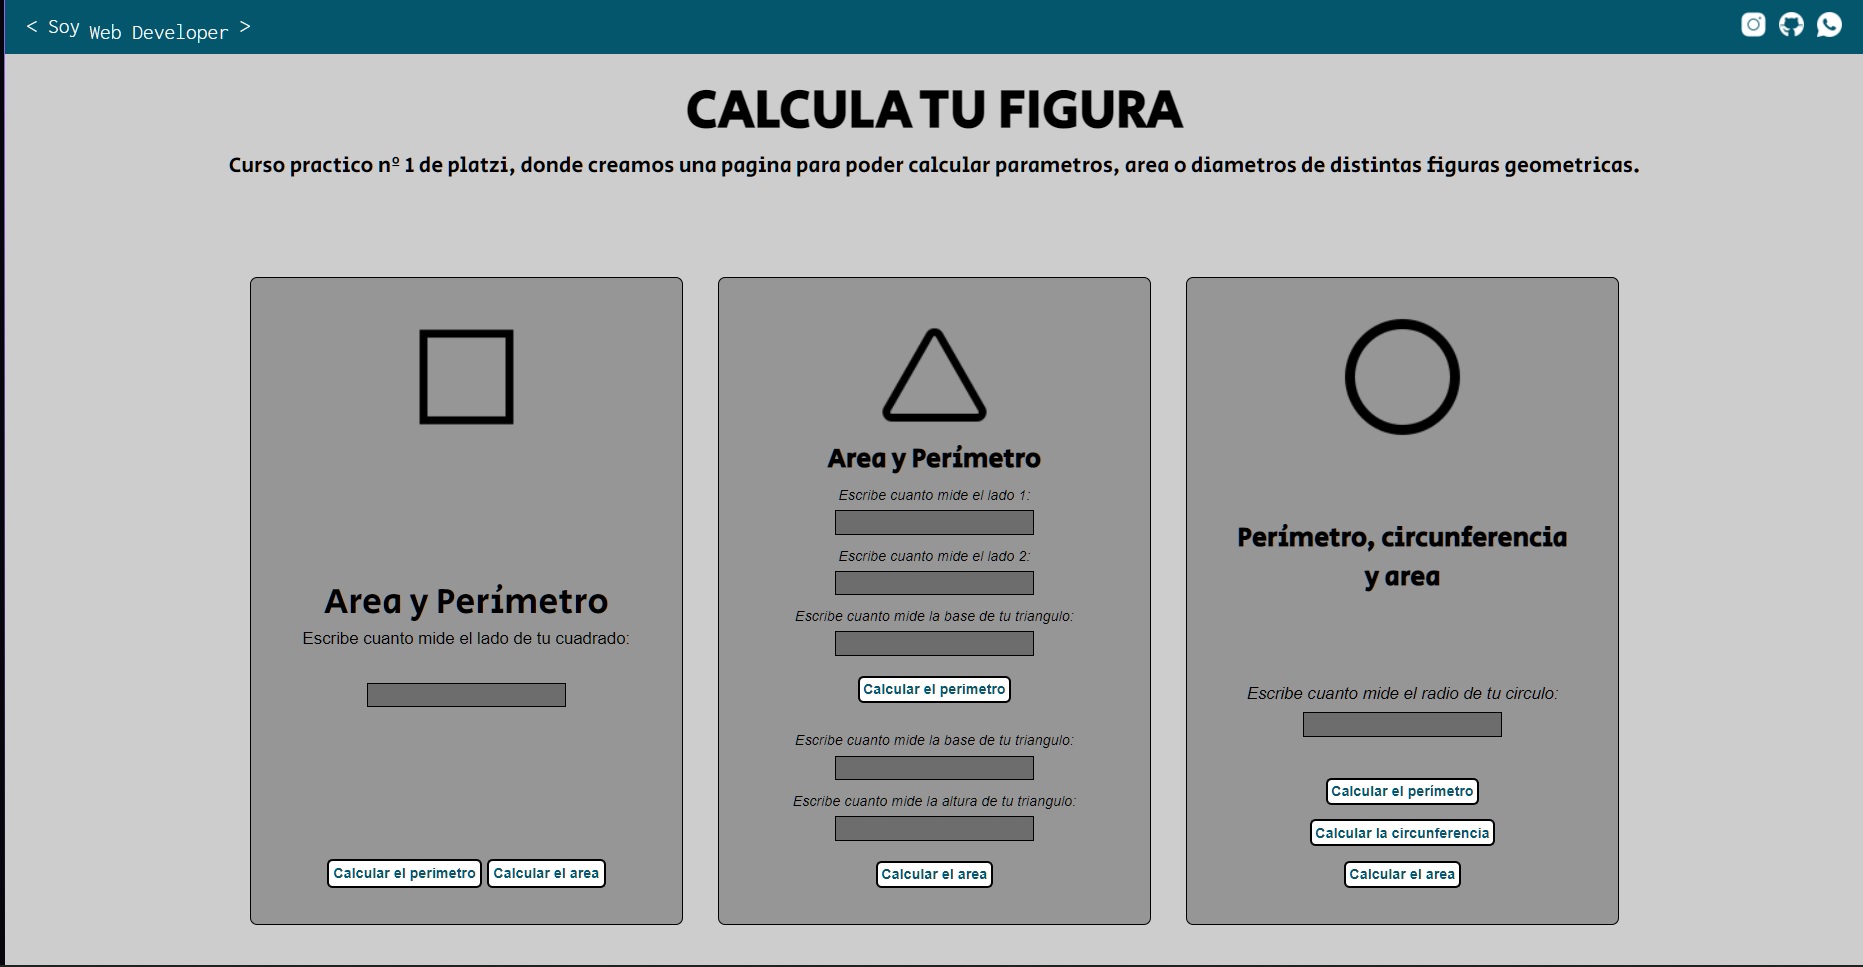 < Soy Web Developer >
CALCULA TU FIGURA
Curso practico nº 1 de platzi, donde creamos una pagina para poder calcular parametros, area o diametros de distintas figuras geometricas.
Area y Perímetro
Escribe cuanto mide el lado de tu cuadrado:
Calcular el perimetro
Calcular el area
Area y Perímetro
Escribe cuanto mide el lado 1:
Escribe cuanto mide el lado 2:
Escribe cuanto mide la base de tu triangulo:
Calcular el perimetro
Escribe cuanto mide la base de tu triangulo:
Escribe cuanto mide la altura de tu triangulo:
Calcular el area
Perímetro, circunferencia
y area
Escribe cuanto mide el radio de tu circulo:
Calcular el perímetro
Calcular la circunferencia
Calcular el area